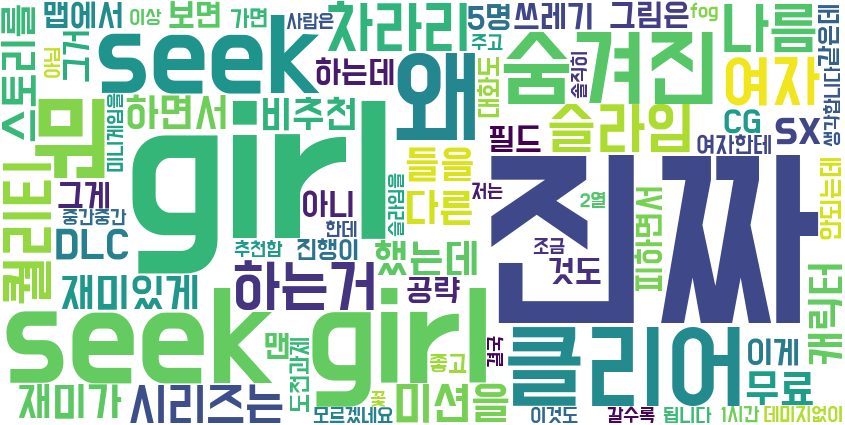 맵에서
이상
보면
가면
사람은
차라리
5명
쓰레기
그림은
fog
나름
같은데
스토리를
아님
그거
seek
하는데
왜
주고
대화도
숨겨진
솔직히
여자
생각합니다
뭐
미니게임을
하면서
비추천
girl
필드
슬라임
CG
sx
여자한테
퀄리티
그게
중간중간
DLC
아니
한데
슬라임을
들을
다른
저는
진짜
2열
피하면서
안되는데
재미있게
추천함
진행이
했는데
하는거
공략
조금
것도
캐릭터
seek girl
맨
좋고
결국
클리어
이게
무료
재미가
시리즈는
도전과제
모르겠네요
꽃
미션을
이것도
갈수록
됩니다
1시간
데미지없이